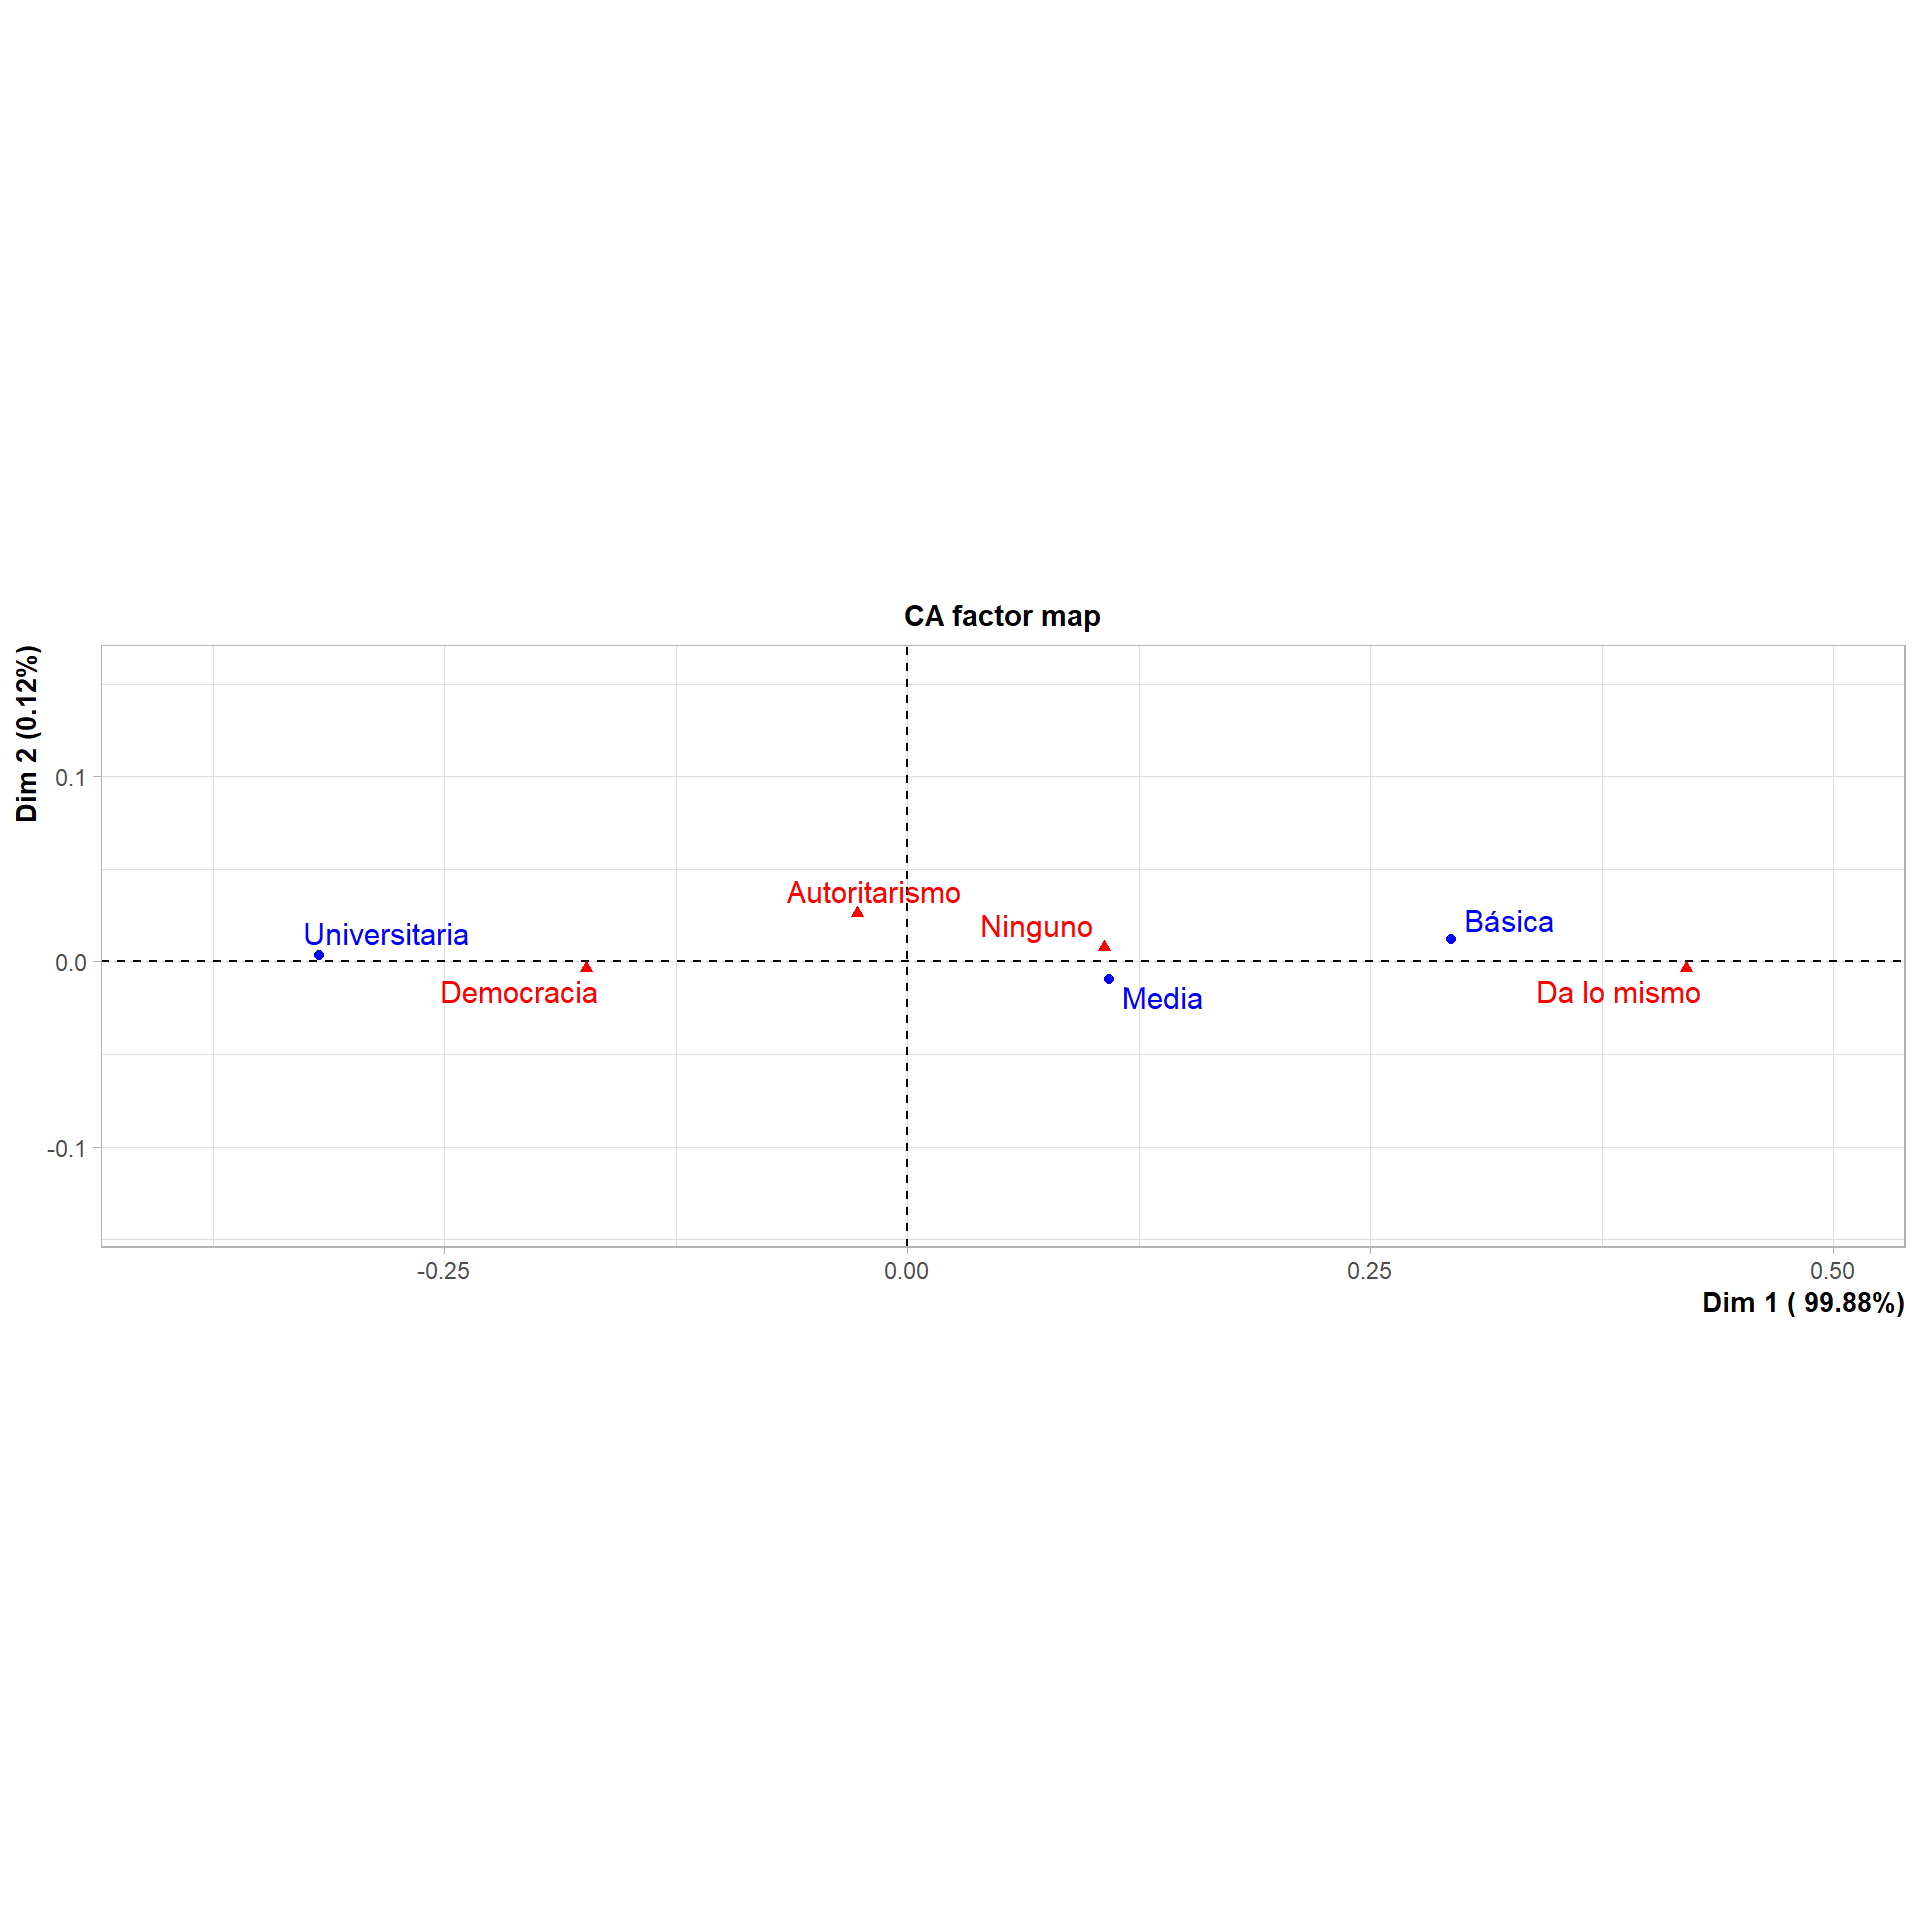 CA factor map
Dim 2 (0.12%)
0.1
0.0
-0.1
Autoritarismo
Ninguno
Básica
Universitaria
Democracia
Media
Da lo mismo
-0.25
0.00
0.25
0.50
Dim 1 ( 99.88%)